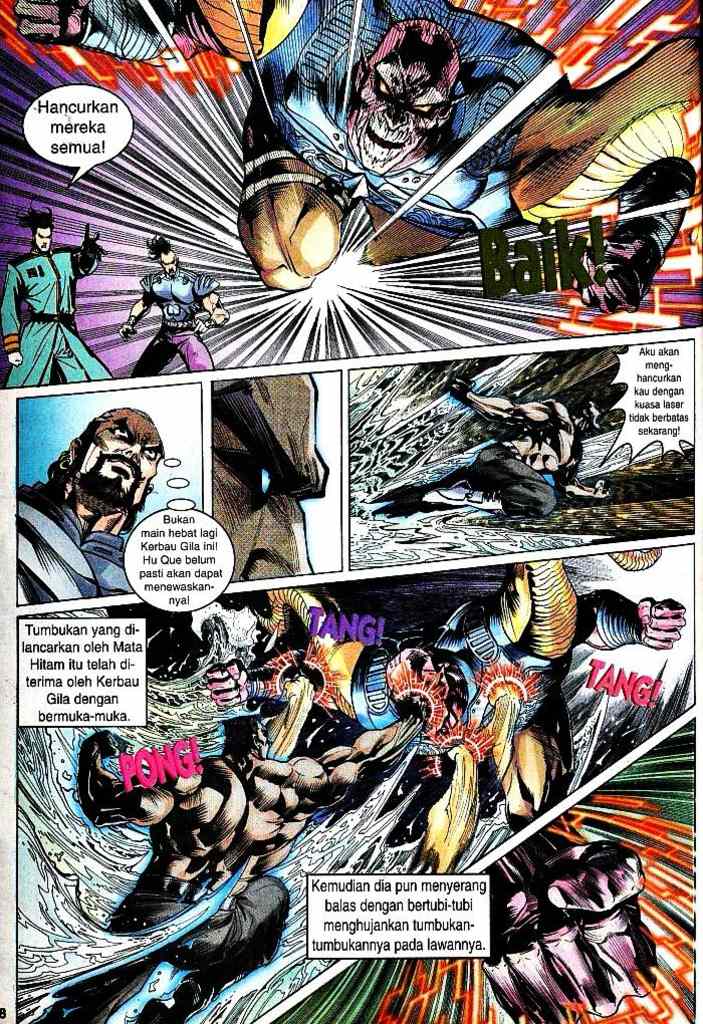 Hancurkan
mereka
semua!
Baik!
Aku akan
meng-
hancurkan
kau dengan
kuasa laser
tidak berbatas
sekarang!
Bukan
main hebat lagi
Kerbau Gila ini!
Hu Que belum
pasti akan dapat
menewaskan-
nya!
Tumbukan yang di-
lancarkan oleh Mata
Hitam itu telah di-
terima oleh Kerbau
Gila dengan
bermuka-muka.
TANG!
TANG!
PONG!
Kemudian dia pun menyerang
balas dengan bertubi-tubi
menghujankan tumbukan-
tumbukannya pada lawannya.
8